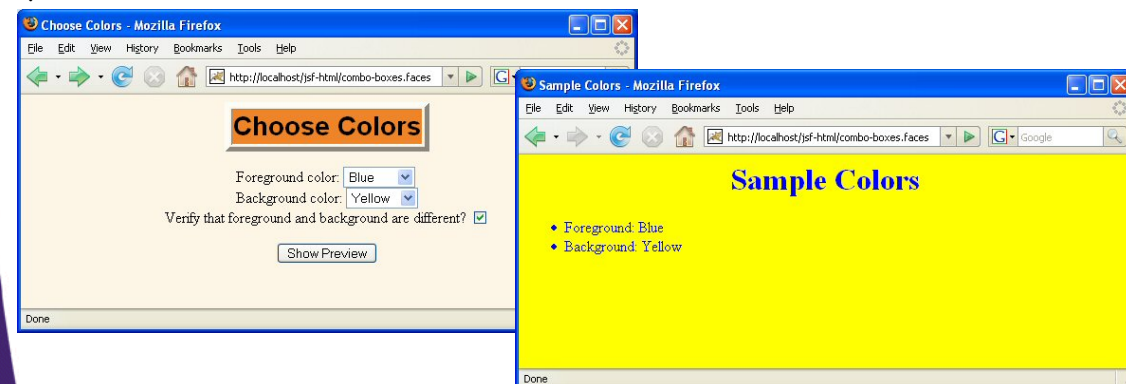 Choose Colors - Mozilla Firefox
File Edit View History Bookmarks Tools Help
http://localhost/jsf-html/combo-boxes.faces
G
Choose Colors
Foreground color: Blue
Background color: Yellow
Verify that foreground and background are different?
Show Preview
Done
Sample Colors - Mozilla Firefox
File Edit View History Bookmarks Tools Help
http://localhost/jsf-html/combo-boxes.faces
G Google
Sample Colors
• Foreground: Blue
• Background: Yellow
Done